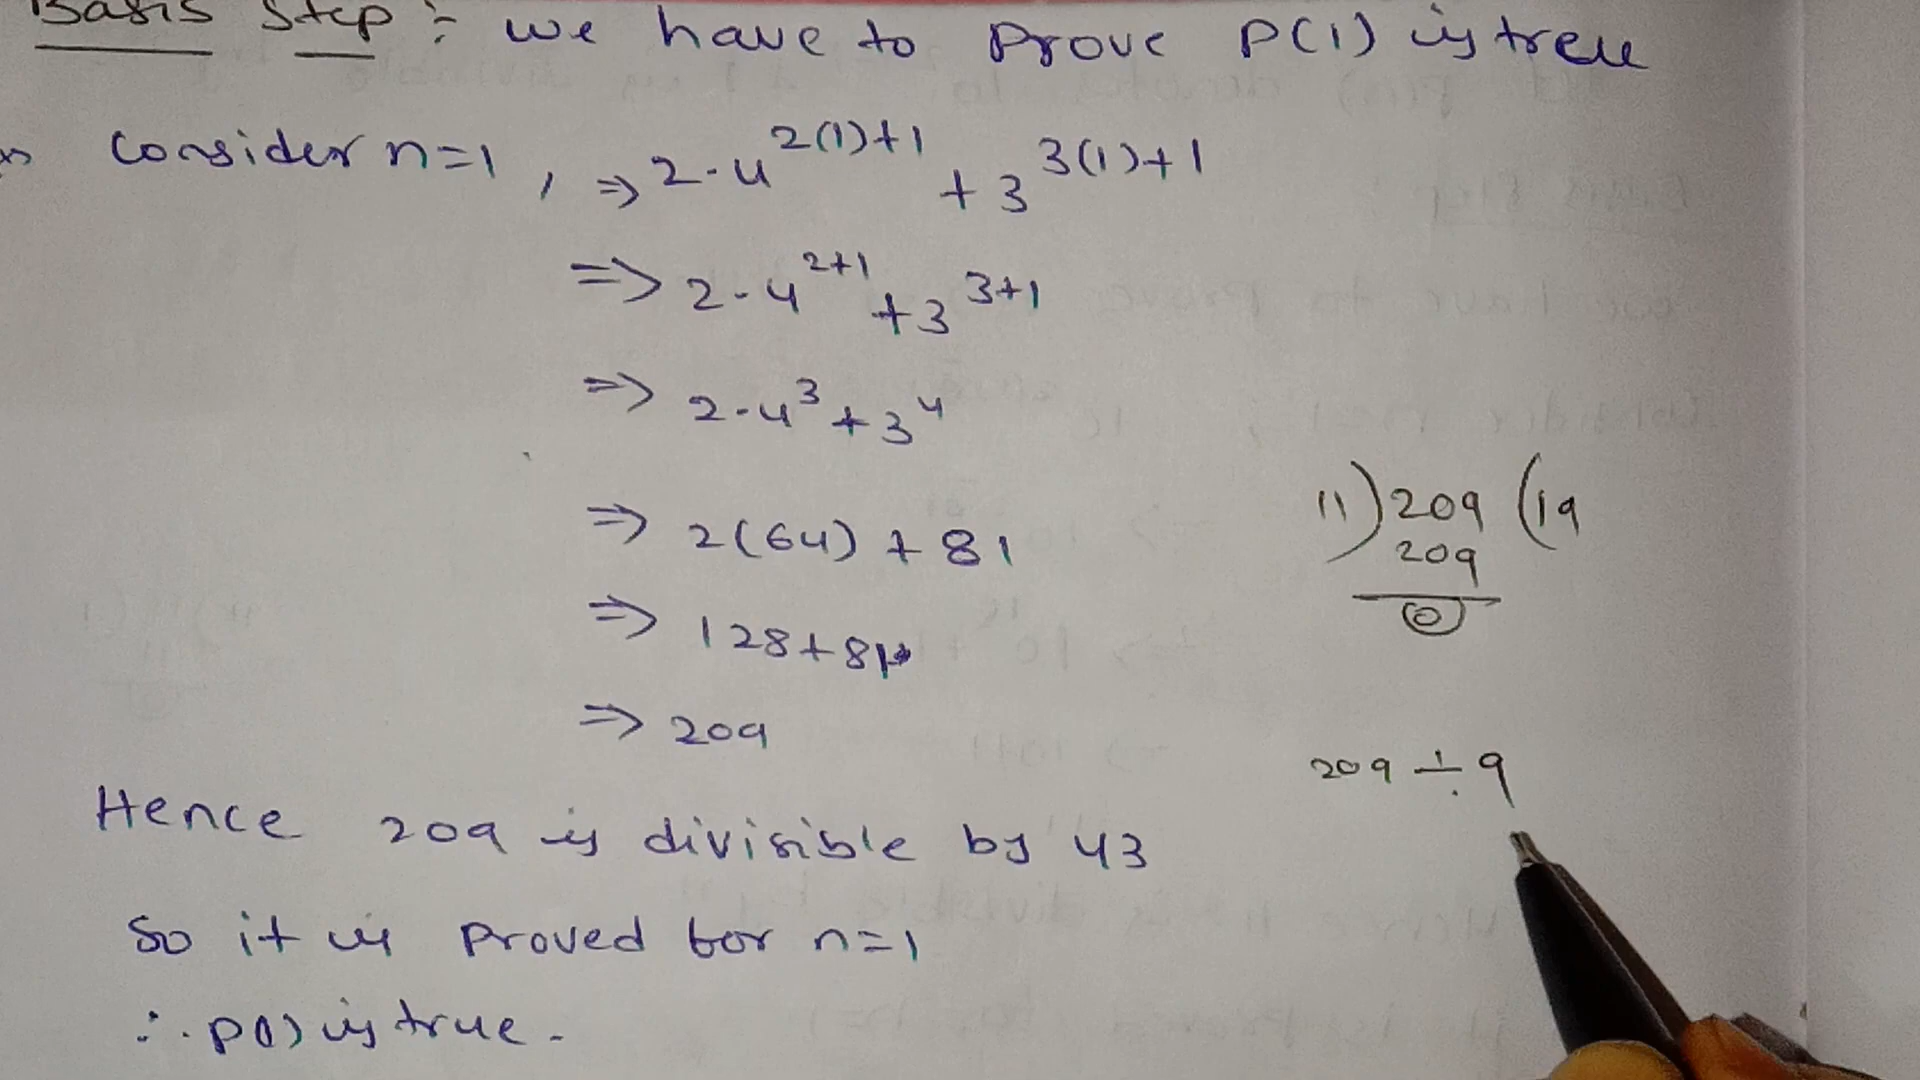 Basis Step :- we have to prove P(1) is true
Consider n=1, => 2-4^2(1)+1 + 3^3(1)+1
=> 2-4^2+1 + 3^3+1
=> 2-4^3 + 3^4
=> 2(64) + 81
11)209(19
209
0
=> 128+81
=> 209
209 ÷ 9
Hence 209 is divisible by 43
So it is proved for n=1
∴ P(1) is true.